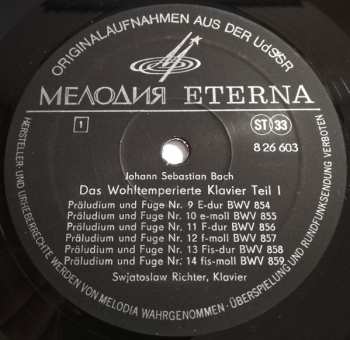 ORIGINALAUFNAHMEN AUS DER UdSSR
МЕЛОДИЯ ETERNA
1
ST 33
8 26 603
Johann Sebastian Bach
Das Wohltemperierte Klavier Teil I
Präludium und Fuge Nr. 9 E-dur BWV 854
Präludium und Fuge Nr. 10 e-moll BWV 855
Präludium und Fuge Nr. 11 F-dur BWV 856
Präludium und Fuge Nr. 12 f-moll BWV 857
Präludium und Fuge Nr. 13 Fis-dur BWV 858
Präludium und Fuge Nr. 14 fis-moll BWV 859
Swjatoslaw Richter, Klavier
HERSTELLER UND URHEBERRECHTE WERDEN VON MELODIA WAHRGENOMMEN · ÜBERSPIELUNG UND RUNDFUNKSENDUNG VERBOTEN